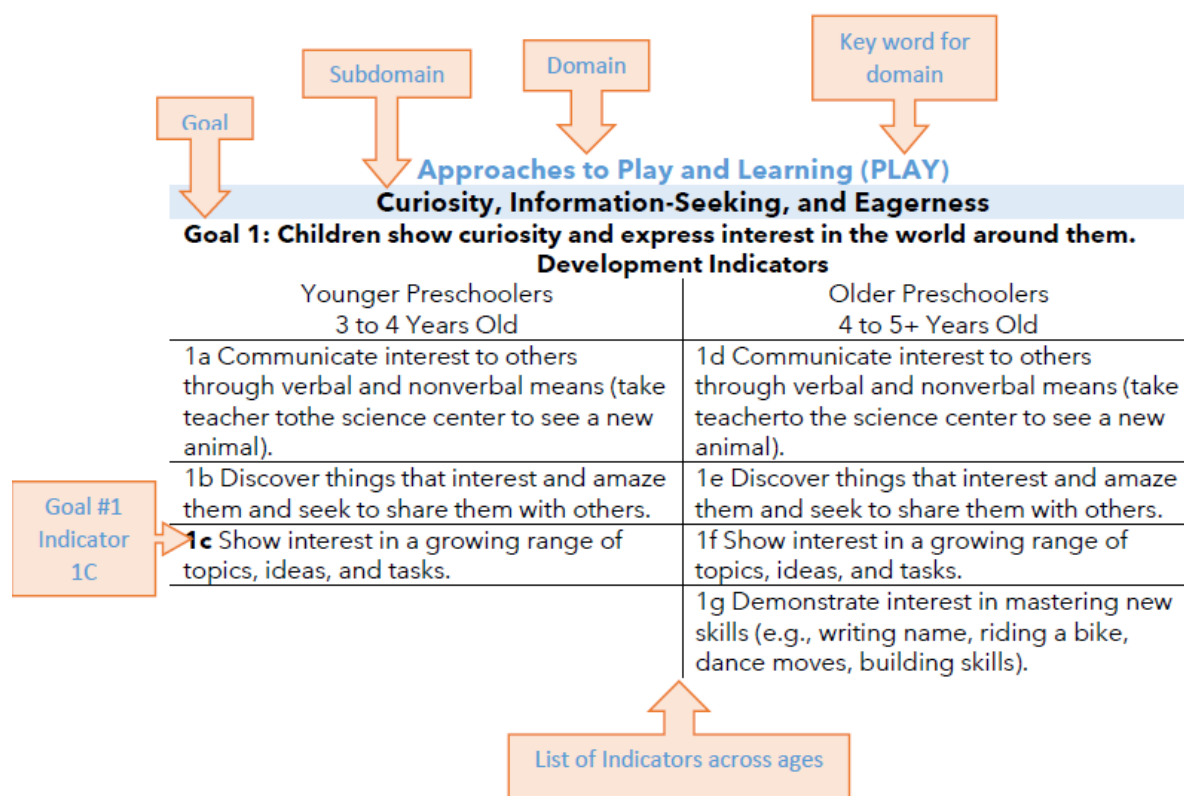 Key word for
domain
Domain
Subdomain
Goal
Approaches to Play and Learning (PLAY)
Curiosity, Information-Seeking, and Eagerness
Goal 1: Children show curiosity and express interest in the world around them.
Development Indicators
Younger Preschoolers
3 to 4 Years Old
Older Preschoolers
4 to 5+ Years Old
1a Communicate interest to others
through verbal and nonverbal means (take
teacher tothe science center to see a new
animal).
1d Communicate interest to others
through verbal and nonverbal means (take
teacherto the science center to see a new
animal).
1b Discover things that interest and amaze
them and seek to share them with others.
1e Discover things that interest and amaze
them and seek to share them with others.
Goal #1
Indicator
1C
1c Show interest in a growing range of
topics, ideas, and tasks.
1f Show interest in a growing range of
topics, ideas, and tasks.
1g Demonstrate interest in mastering new
skills (e.g., writing name, riding a bike,
dance moves, building skills).
List of Indicators across ages